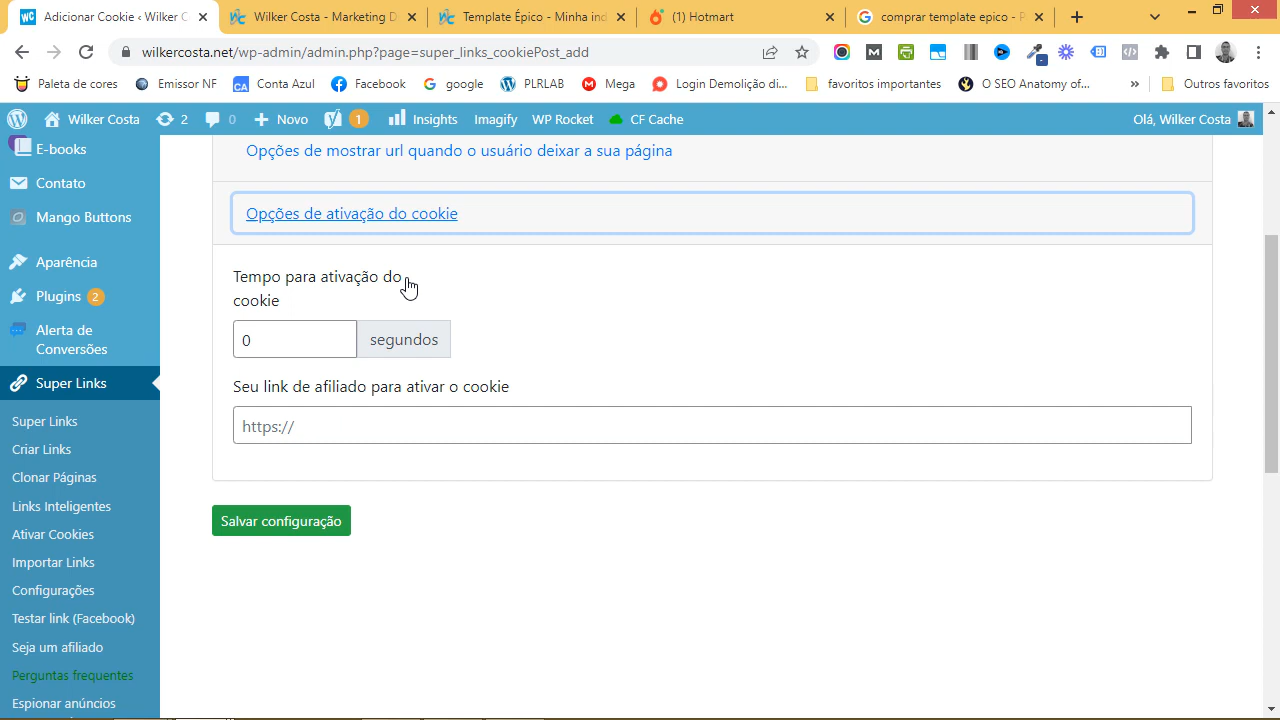 Adicionar Cookie ‹ Wilker C
Wilker Costa - Marketing D
Template Épico - Minha ind
(1) Hotmart
comprar template epico - P
wilkercosta.net/wp-admin/admin.php?page=super_links_cookiePost_add
Paleta de cores
Emissor NF
CA
Conta Azul
Facebook
google
PLRLAB
Mega
Login Demolição di...
favoritos importantes
O SEO Anatomy of...
»
Outros favoritos
Wilker Costa
2
0
Novo
1
Insights
Imagify
WP Rocket
CF Cache
Olá, Wilker Costa
E-books
Contato
Mango Buttons
Aparência
Plugins 2
Alerta de
Conversões
Super Links
Super Links
Criar Links
Clonar Páginas
Links Inteligentes
Ativar Cookies
Importar Links
Configurações
Testar link (Facebook)
Seja um afiliado
Perguntas frequentes
Espionar anúncios
Opções de mostrar url quando o usuário deixar a sua página
Opções de ativação do cookie
Tempo para ativação do
cookie
0 segundos
Seu link de afiliado para ativar o cookie
https://
Salvar configuração